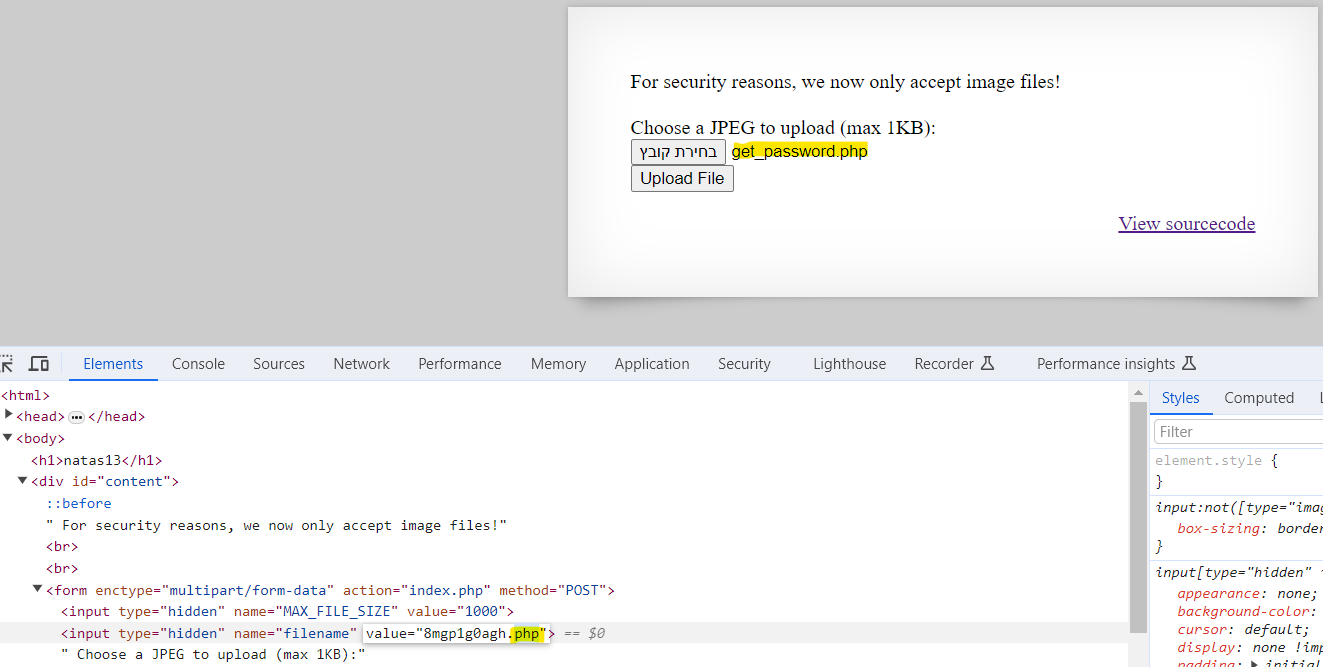 For security reasons, we now only accept image files!
Choose a JPEG to upload (max 1KB):
בחירת קובץ get_password.php
Upload File
View sourcecode
Elements Console Sources Network Performance Memory Application Security Lighthouse Recorder Performance insights
<html>
<head> ••• </head>
<body>
<h1>natas13</h1>
<div id="content">
::before
" For security reasons, we now only accept image files!"
<br>
<br>
<form enctype="multipart/form-data" action="index.php" method="POST">
<input type="hidden" name="MAX_FILE_SIZE" value="1000">
<input type="hidden" name="filename" value="8mgp1g0agh.php"> == $0
" Choose a JPEG to upload (max 1KB):"
Styles Computed
Filter
element.style {
}
input:not([type="imag
box-sizing: border
}
input[type="hidden"
appearance: none;
background-color:
cursor: default;
display: none !imp
padding: initial